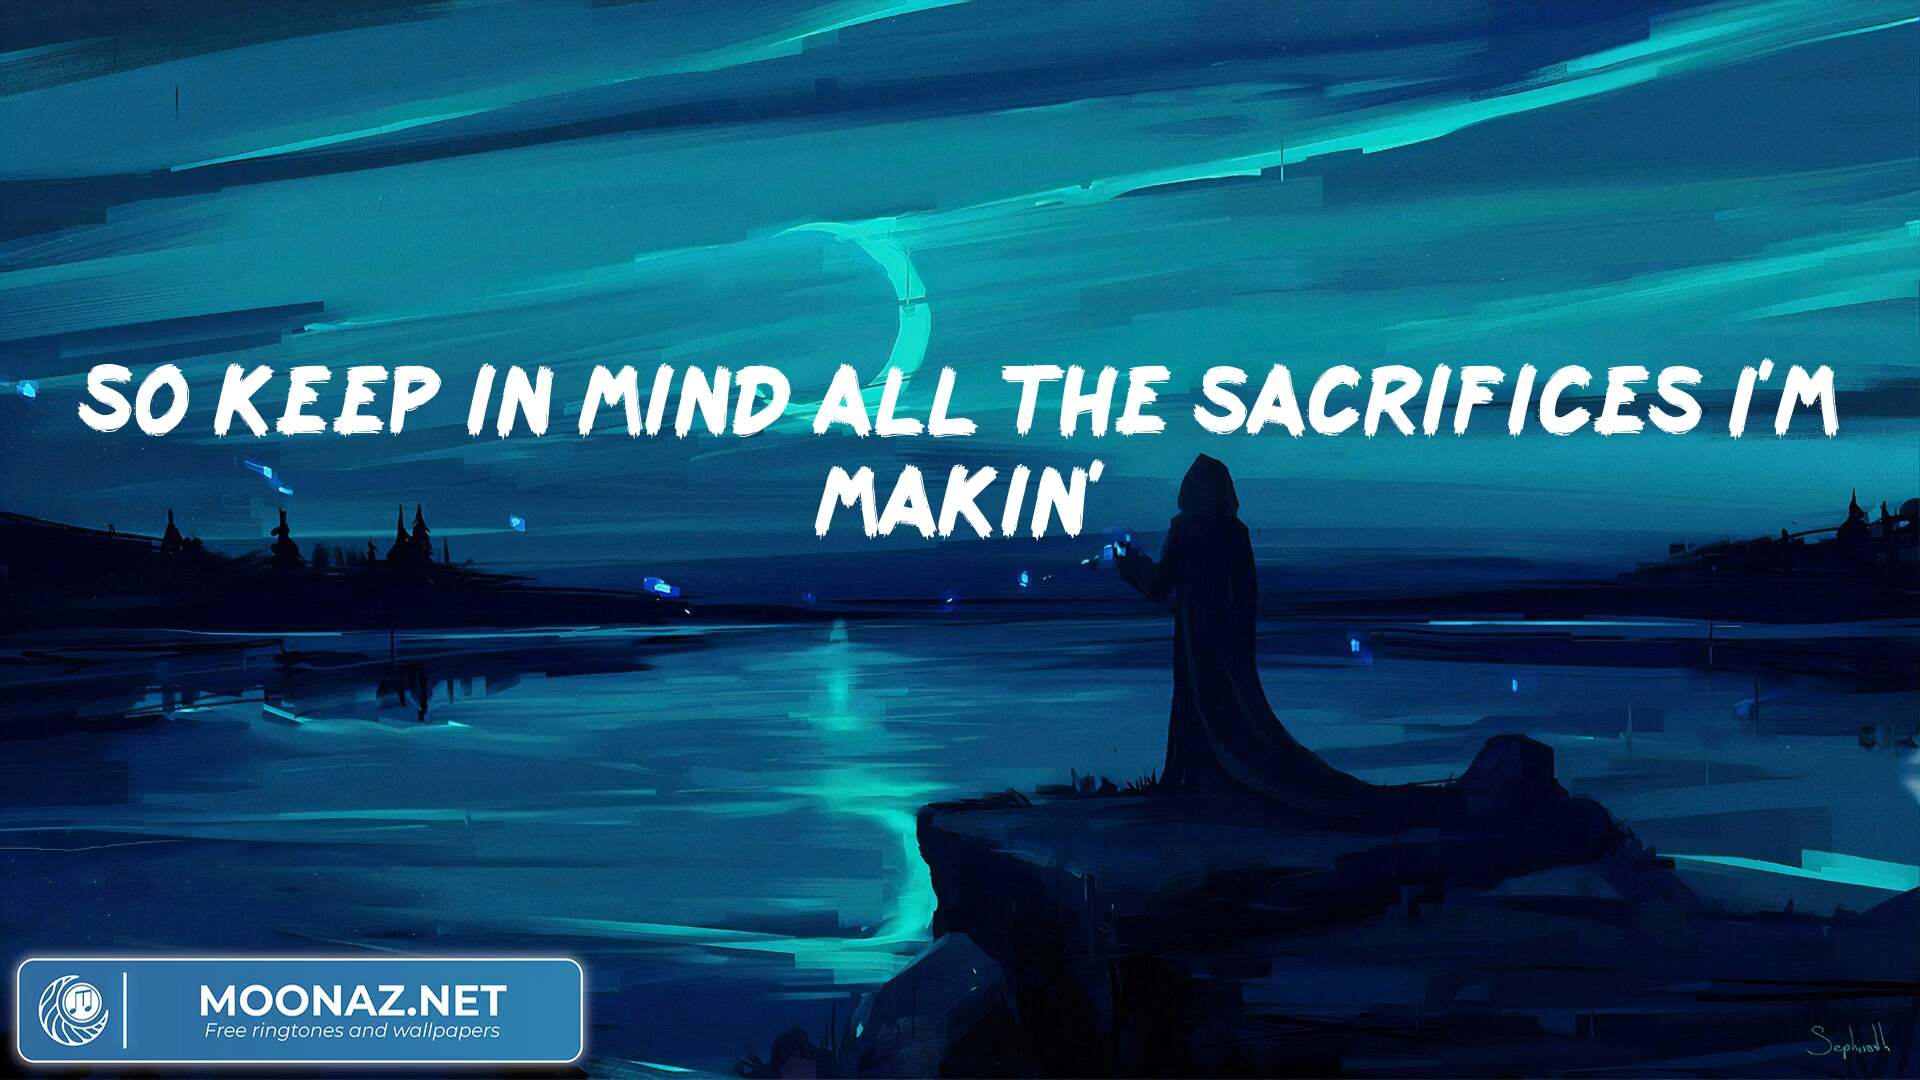 SO KEEP IN MIND ALL THE SACRIFICES I'M
MAKIN'
MOONAZ.NET
Free ringtones and wallpapers
Sephiroth